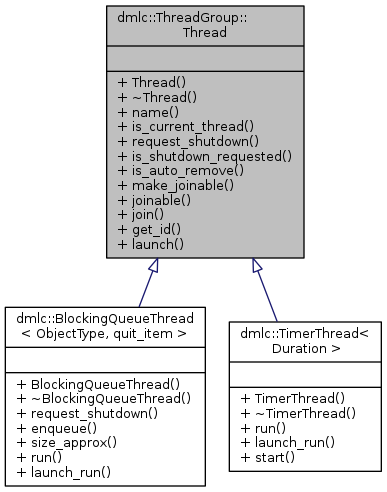 dmlc::ThreadGroup::
Thread
+ Thread()
+ ~Thread()
+ name()
+ is_current_thread()
+ request_shutdown()
+ is_shutdown_requested()
+ is_auto_remove()
+ make_joinable()
+ joinable()
+ join()
+ get_id()
+ launch()
dmlc::BlockingQueueThread
< ObjectType, quit_item >
+ BlockingQueueThread()
+ ~BlockingQueueThread()
+ request_shutdown()
+ enqueue()
+ size_approx()
+ run()
+ launch_run()
dmlc::TimerThread<
Duration >
+ TimerThread()
+ ~TimerThread()
+ run()
+ launch_run()
+ start()